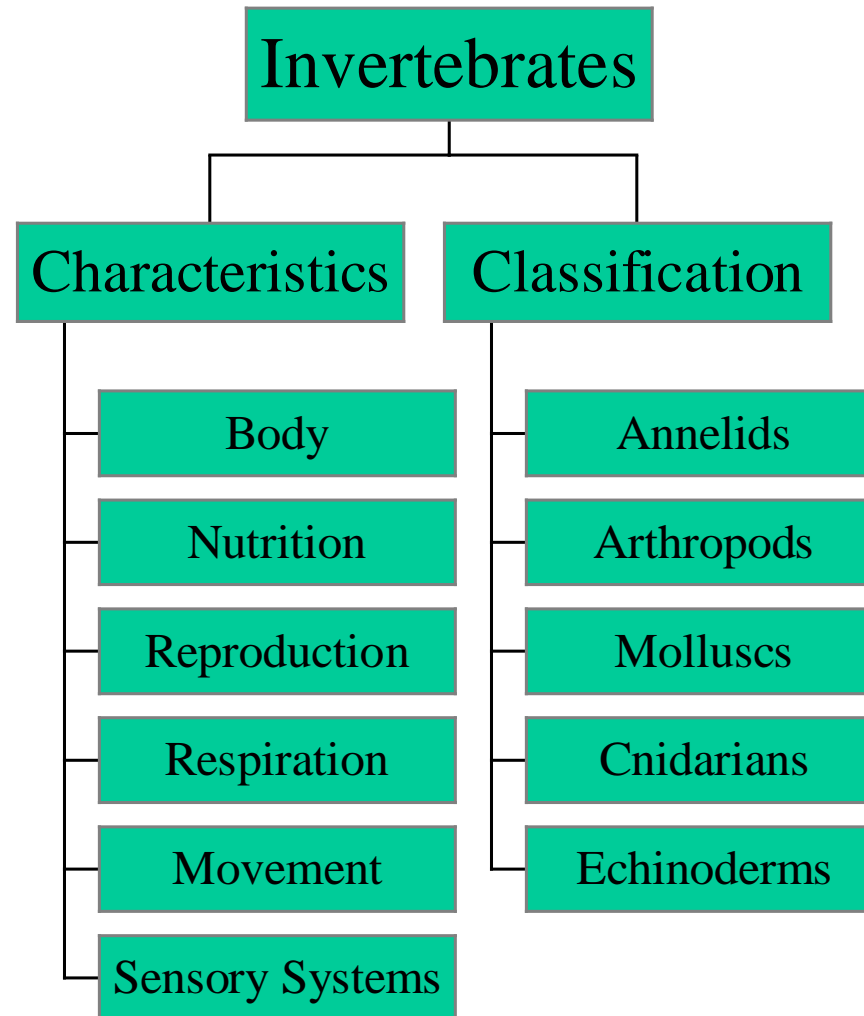 Invertebrates
Characteristics
Body
Nutrition
Reproduction
Respiration
Movement
Sensory Systems
Classification
Annelids
Arthropods
Molluscs
Cnidarians
Echinoderms